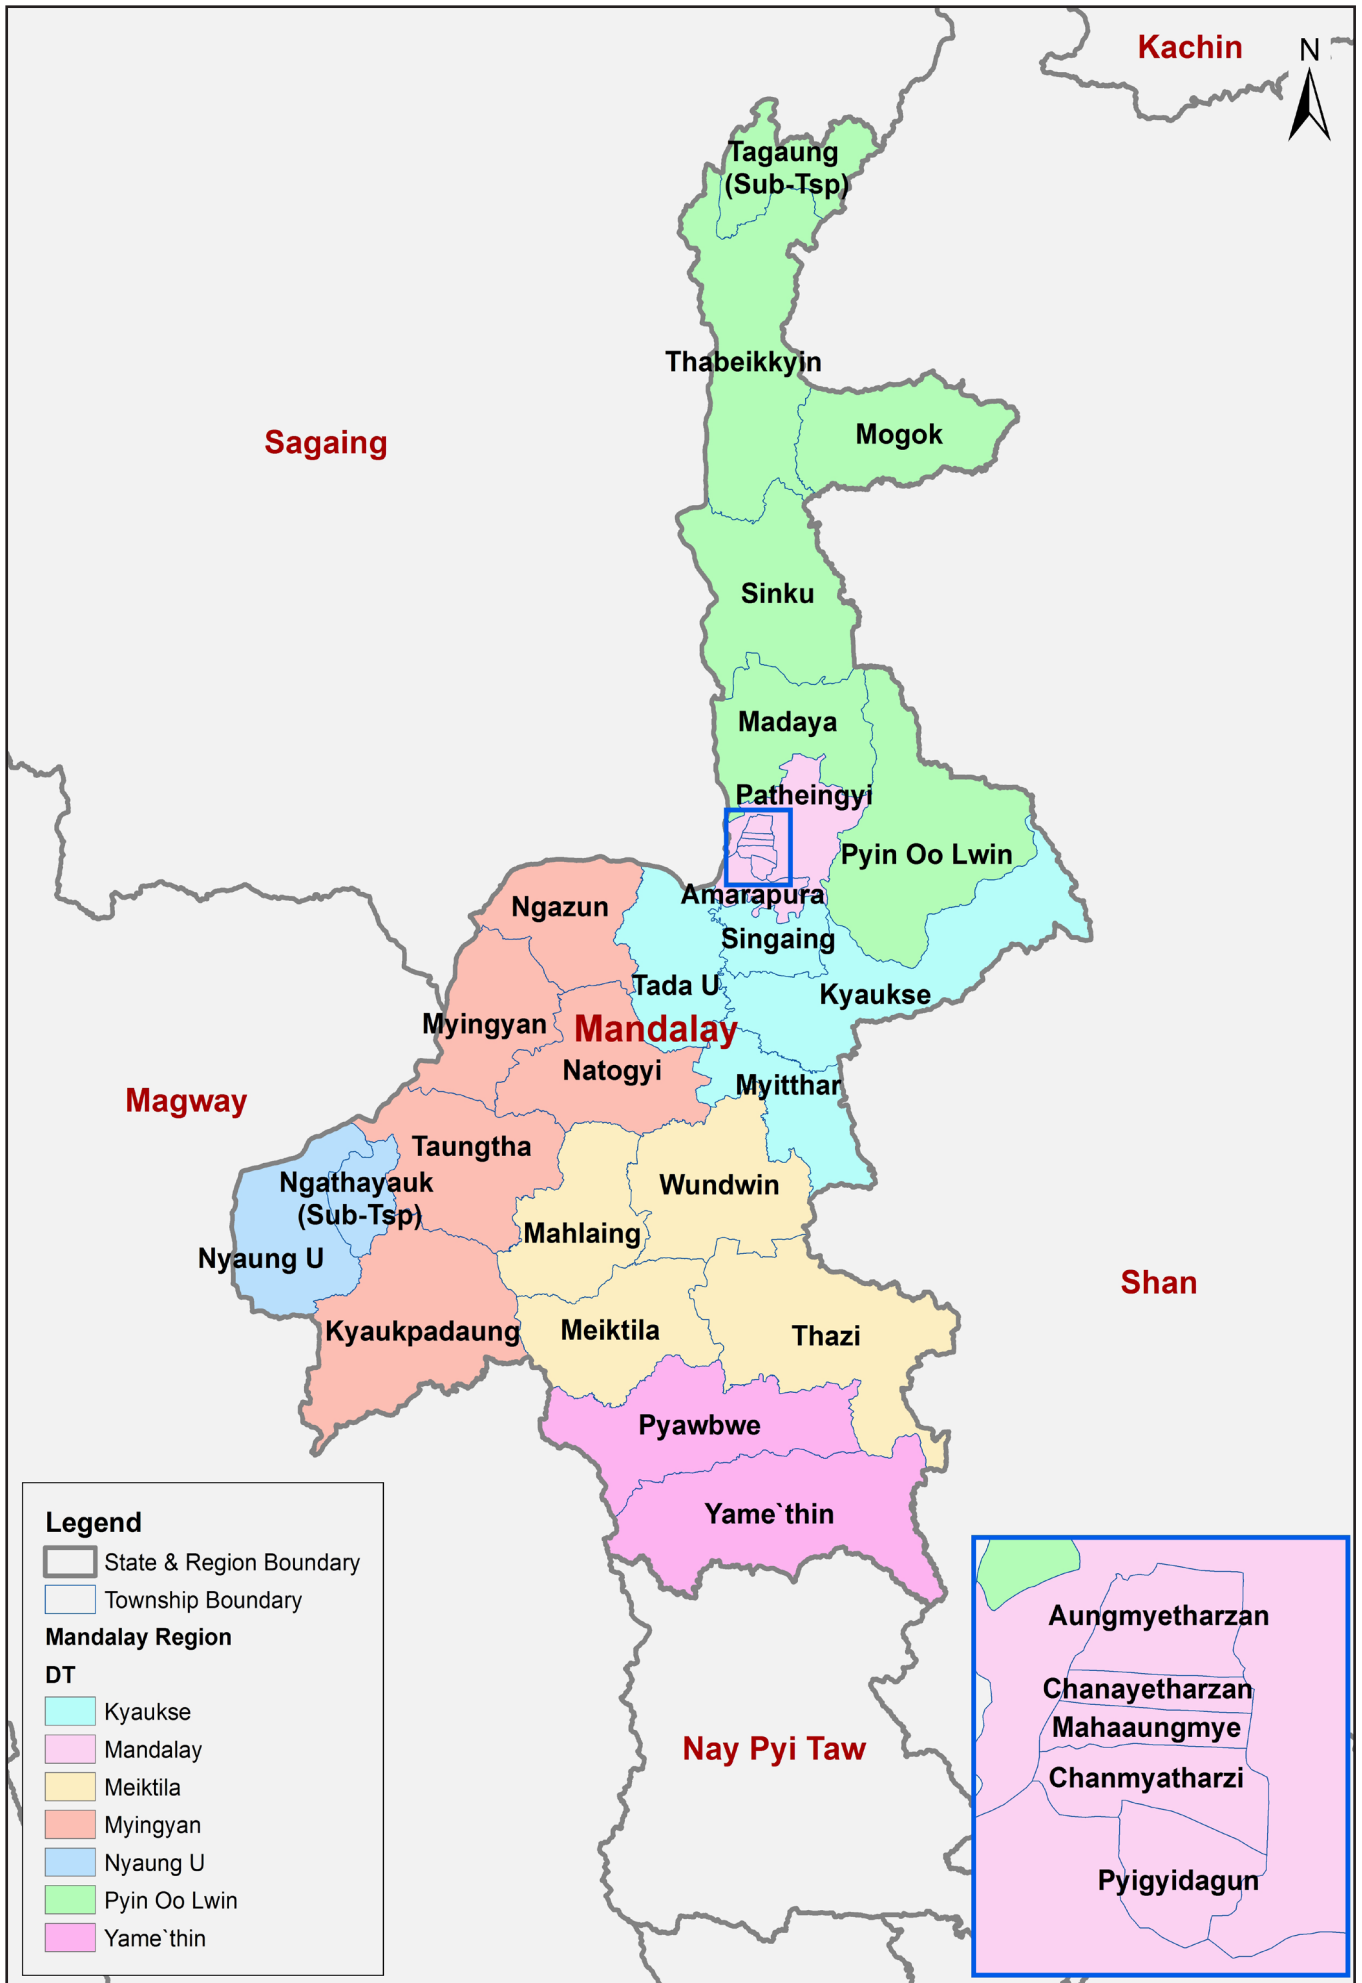 Kachin
N
Tagaung
(Sub-Tsp)
Thabeikkyin
Mogok
Sagaing
Sinku
Madaya
Patheingyi
Pyin Oo Lwin
Amarapura
Ngazun
Singaing
Tada U
Kyaukse
Myingyan
Mandalay
Natogyi
Myitthar
Magway
Taungtha
Ngathayauk
(Sub-Tsp)
Wundwin
Mahlaing
Nyaung U
Shan
Kyaukpadaung
Meiktila
Thazi
Pyawbwe
Yame`thin
Nay Pyi Taw
Legend
State & Region Boundary
Township Boundary
Mandalay Region
DT
Kyaukse
Mandalay
Meiktila
Myingyan
Nyaung U
Pyin Oo Lwin
Yame`thin
Aungmyetharzan
Chanayetharzan
Mahaaungmye
Chanmyatharzi
Pyigyidagun